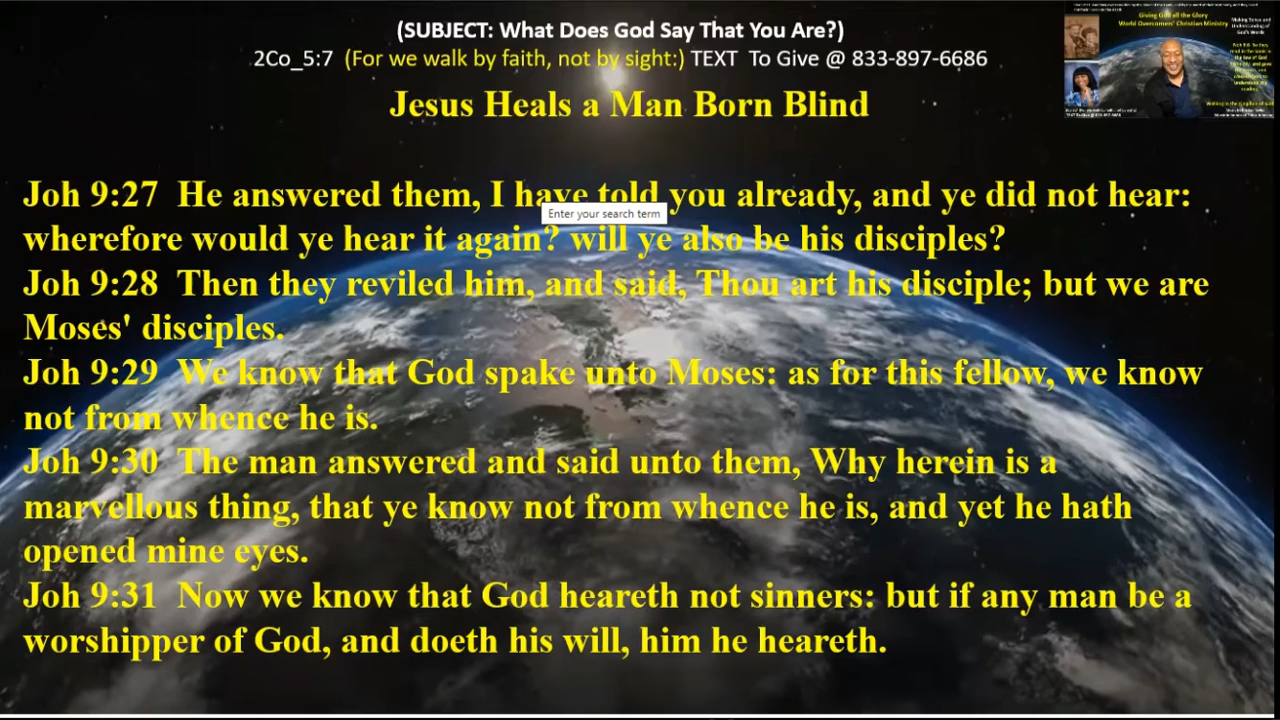 (SUBJECT: What Does God Say That You Are?)
2Co_5:7 (For we walk by faith, not by sight:) TEXT To Give @ 833-897-6686
Jesus Heals a Man Born Blind
Giving God all the Glory
World Overcomers' Christian Ministry
Making Sense and
Understanding of
God's Words
Joh 9:27 He answered them, I have told you already, and ye did not hear:
Enter your search term
wherefore would ye hear it again? will ye also be his disciples?
Joh 9:28 Then they reviled him, and said, Thou art his disciple; but we are
Moses' disciples.
Joh 9:29 We know that God spake unto Moses: as for this fellow, we know
not from whence he is.
Joh 9:30 The man answered and said unto them, Why herein is a
marvellous thing, that ye know not from whence he is, and yet he hath
opened mine eyes.
Joh 9:31 Now we know that God heareth not sinners: but if any man be a
worshipper of God, and doeth his will, him he heareth.